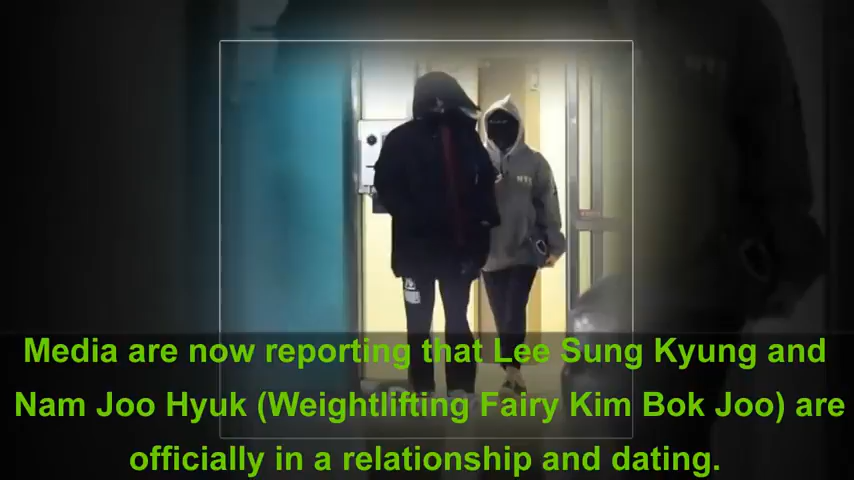 Media are now reporting that Lee Sung Kyung and
Nam Joo Hyuk (Weightlifting Fairy Kim Bok Joo) are
officially in a relationship and dating.